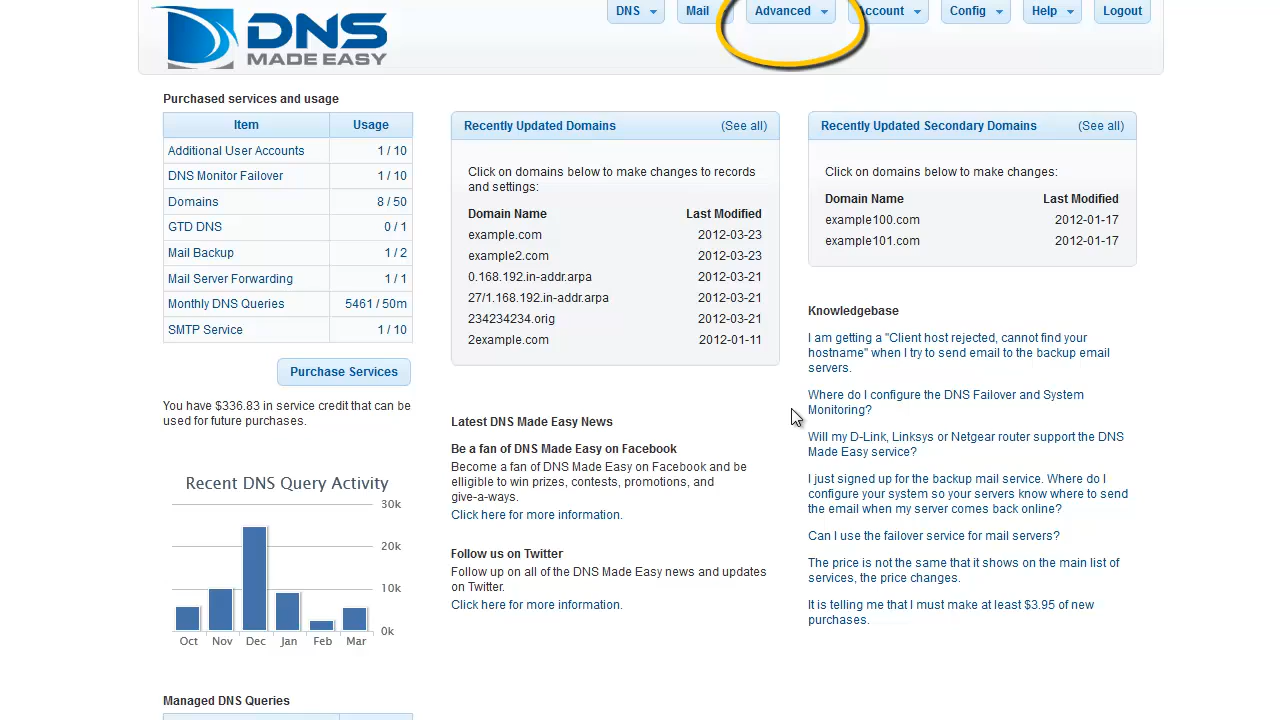 DNS
MADE EASY
DNS
Mail
Advanced
Account
Config
Help
Logout
Purchased services and usage
Item Usage
Additional User Accounts 1 / 10
DNS Monitor Failover 1 / 10
Domains 8 / 50
GTD DNS 0 / 1
Mail Backup 1 / 2
Mail Server Forwarding 1 / 1
Monthly DNS Queries 5461 / 50m
SMTP Service 1 / 10
Purchase Services
You have $336.83 in service credit that can be
used for future purchases.
Recent DNS Query Activity
30k
20k
10k
0k
Oct Nov Dec Jan Feb Mar
Managed DNS Queries
Recently Updated Domains (See all)
Click on domains below to make changes to records
and settings:
Domain Name Last Modified
example.com 2012-03-23
example2.com 2012-03-23
0.168.192.in-addr.arpa 2012-03-21
27/1.168.192.in-addr.arpa 2012-03-21
234234234.orig 2012-03-21
2example.com 2012-01-11
Latest DNS Made Easy News
Be a fan of DNS Made Easy on Facebook
Become a fan of DNS Made Easy on Facebook and be
elligible to win prizes, contests, promotions, and
give-a-ways.
Click here for more information.
Follow us on Twitter
Follow up on all of the DNS Made Easy news and updates
on Twitter.
Click here for more information.
Recently Updated Secondary Domains (See all)
Click on domains below to make changes:
Domain Name Last Modified
example100.com 2012-01-17
example101.com 2012-01-17
Knowledgebase
I am getting a "Client host rejected, cannot find your
hostname" when I try to send email to the backup email
servers.
Where do I configure the DNS Failover and System
Monitoring?
Will my D-Link, Linksys or Netgear router support the DNS
Made Easy service?
I just signed up for the backup mail service. Where do I
configure your system so your servers know where to send
the email when my server comes back online?
Can I use the failover service for mail servers?
The price is not the same that it shows on the main list of
services, the price changes.
It is telling me that I must make at least $3.95 of new
purchases.